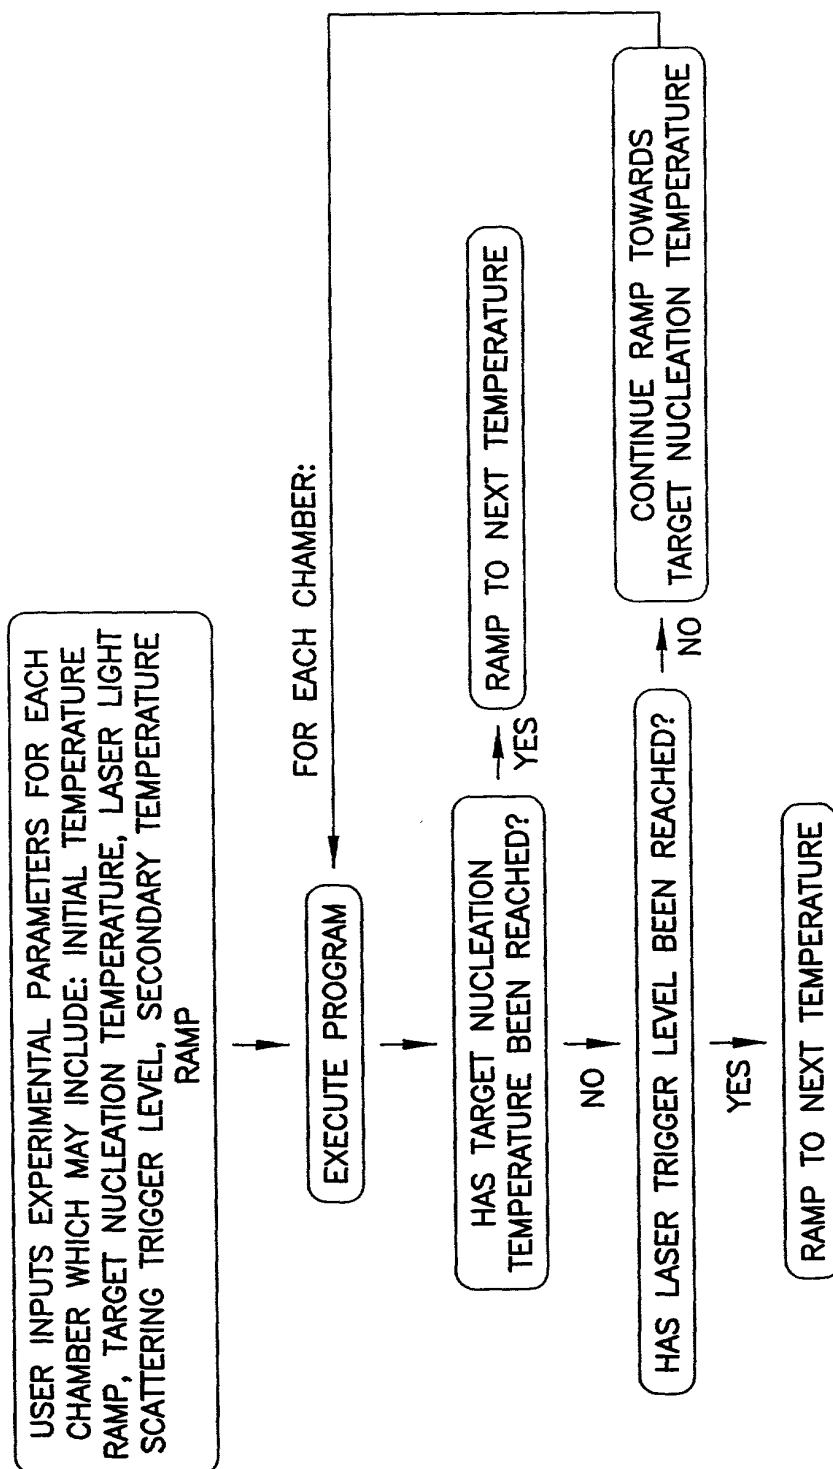 USER INPUTS EXPERIMENTAL PARAMETERS FOR EACH
CHAMBER WHICH MAY INCLUDE: INITIAL TEMPERATURE
RAMP, TARGET NUCLEATION TEMPERATURE, LASER LIGHT
SCATTERING TRIGGER LEVEL, SECONDARY TEMPERATURE
RAMP
FOR EACH CHAMBER:
EXECUTE PROGRAM
HAS TARGET NUCLEATION
TEMPERATURE BEEN REACHED?
YES
RAMP TO NEXT TEMPERATURE
NO
HAS LASER TRIGGER LEVEL BEEN REACHED?
NO
CONTINUE RAMP TOWARDS
TARGET NUCLEATION TEMPERATURE
YES
RAMP TO NEXT TEMPERATURE